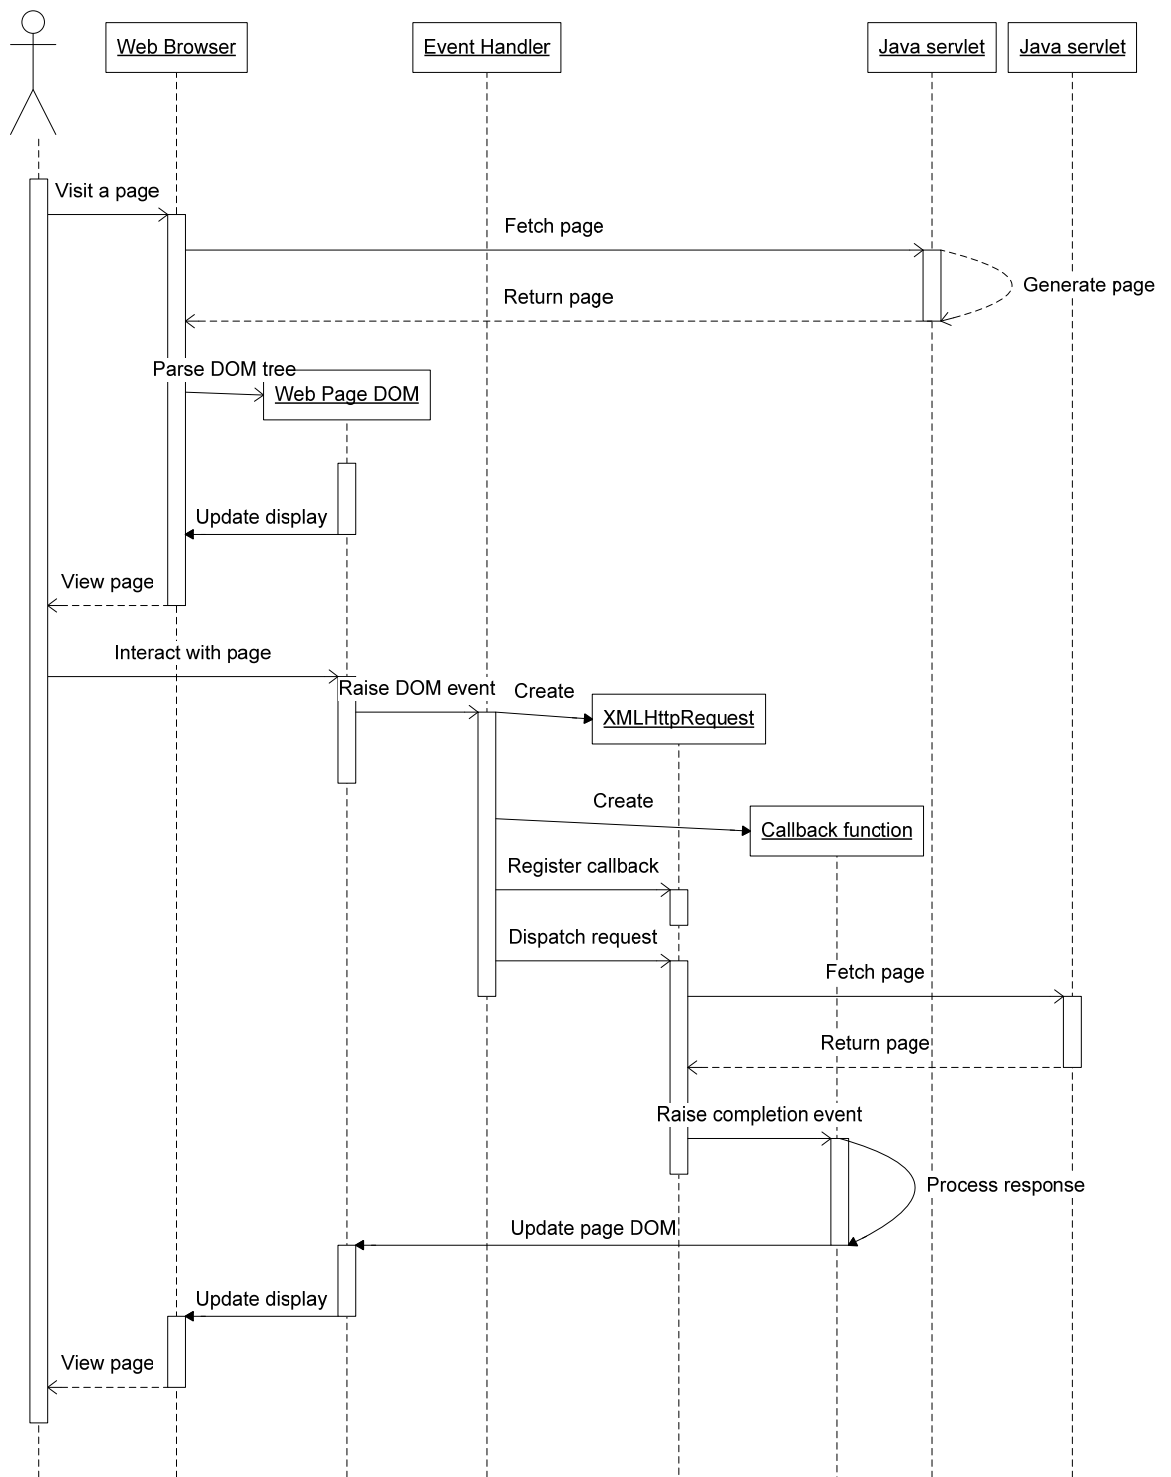 Web Browser
Event Handler
Java servlet
Java servlet
Visit a page
Fetch page
Generate page
Return page
Parse DOM tree
Web Page DOM
Update display
View page
Interact with page
Raise DOM event
Create
XMLHttpRequest
Create
Callback function
Register callback
Dispatch request
Fetch page
Return page
Raise completion event
Process response
Update page DOM
Update display
View page